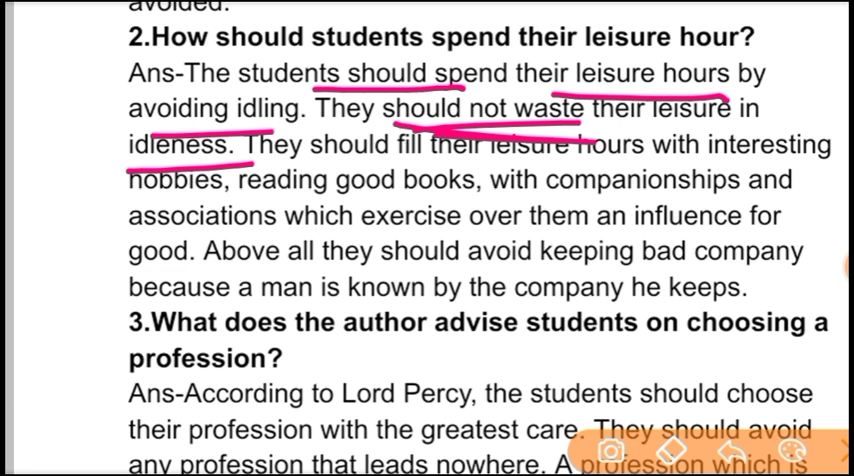 avoided.
2.How should students spend their leisure hour?
Ans-The students should spend their leisure hours by
avoiding idling. They should not waste their leisure in
idleness. They should fill their leisure hours with interesting
hobbies, reading good books, with companionships and
associations which exercise over them an influence for
good. Above all they should avoid keeping bad company
because a man is known by the company he keeps.
3.What does the author advise students on choosing a
profession?
Ans-According to Lord Percy, the students should choose
their profession with the greatest care. They should avoid
any profession that leads nowhere. A profession which is